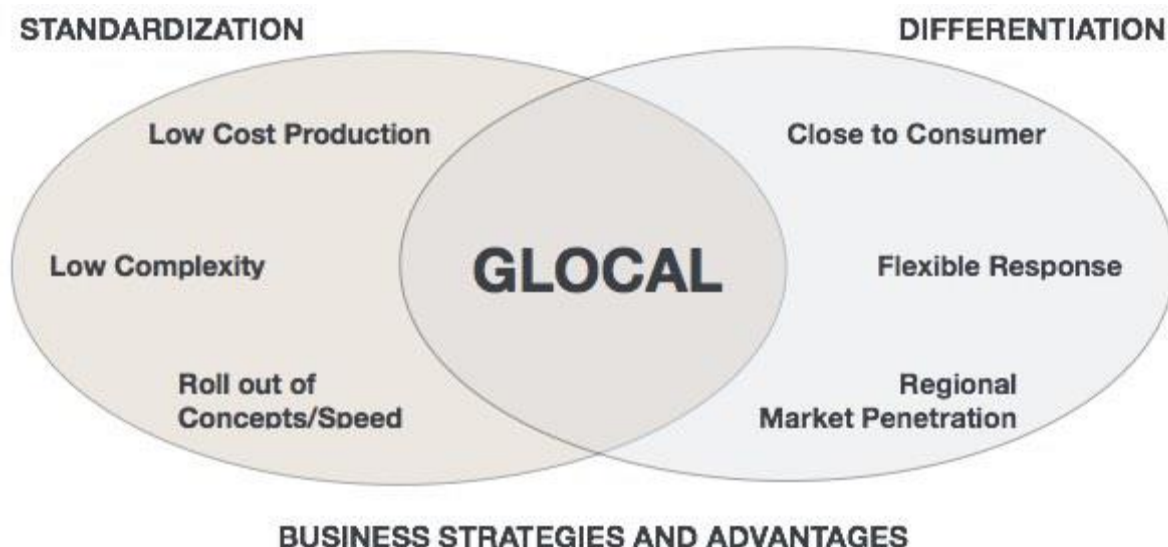 STANDARDIZATION
DIFFERENTIATION
Low Cost Production
Close to Consumer
Low Complexity
GLOCAL
Flexible Response
Roll out of
Concepts/Speed
Regional
Market Penetration
BUSINESS STRATEGIES AND ADVANTAGES